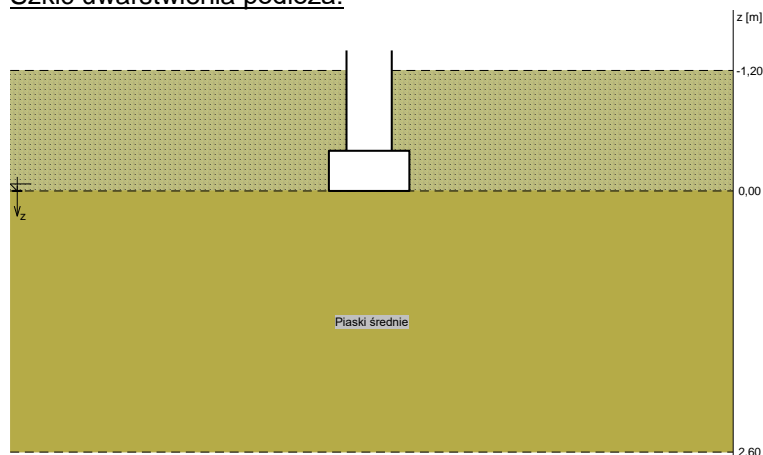 Szkic uwarstwienia podłoża:
z [m]
-1,20
0,00
z
Piaski średnie
2,60